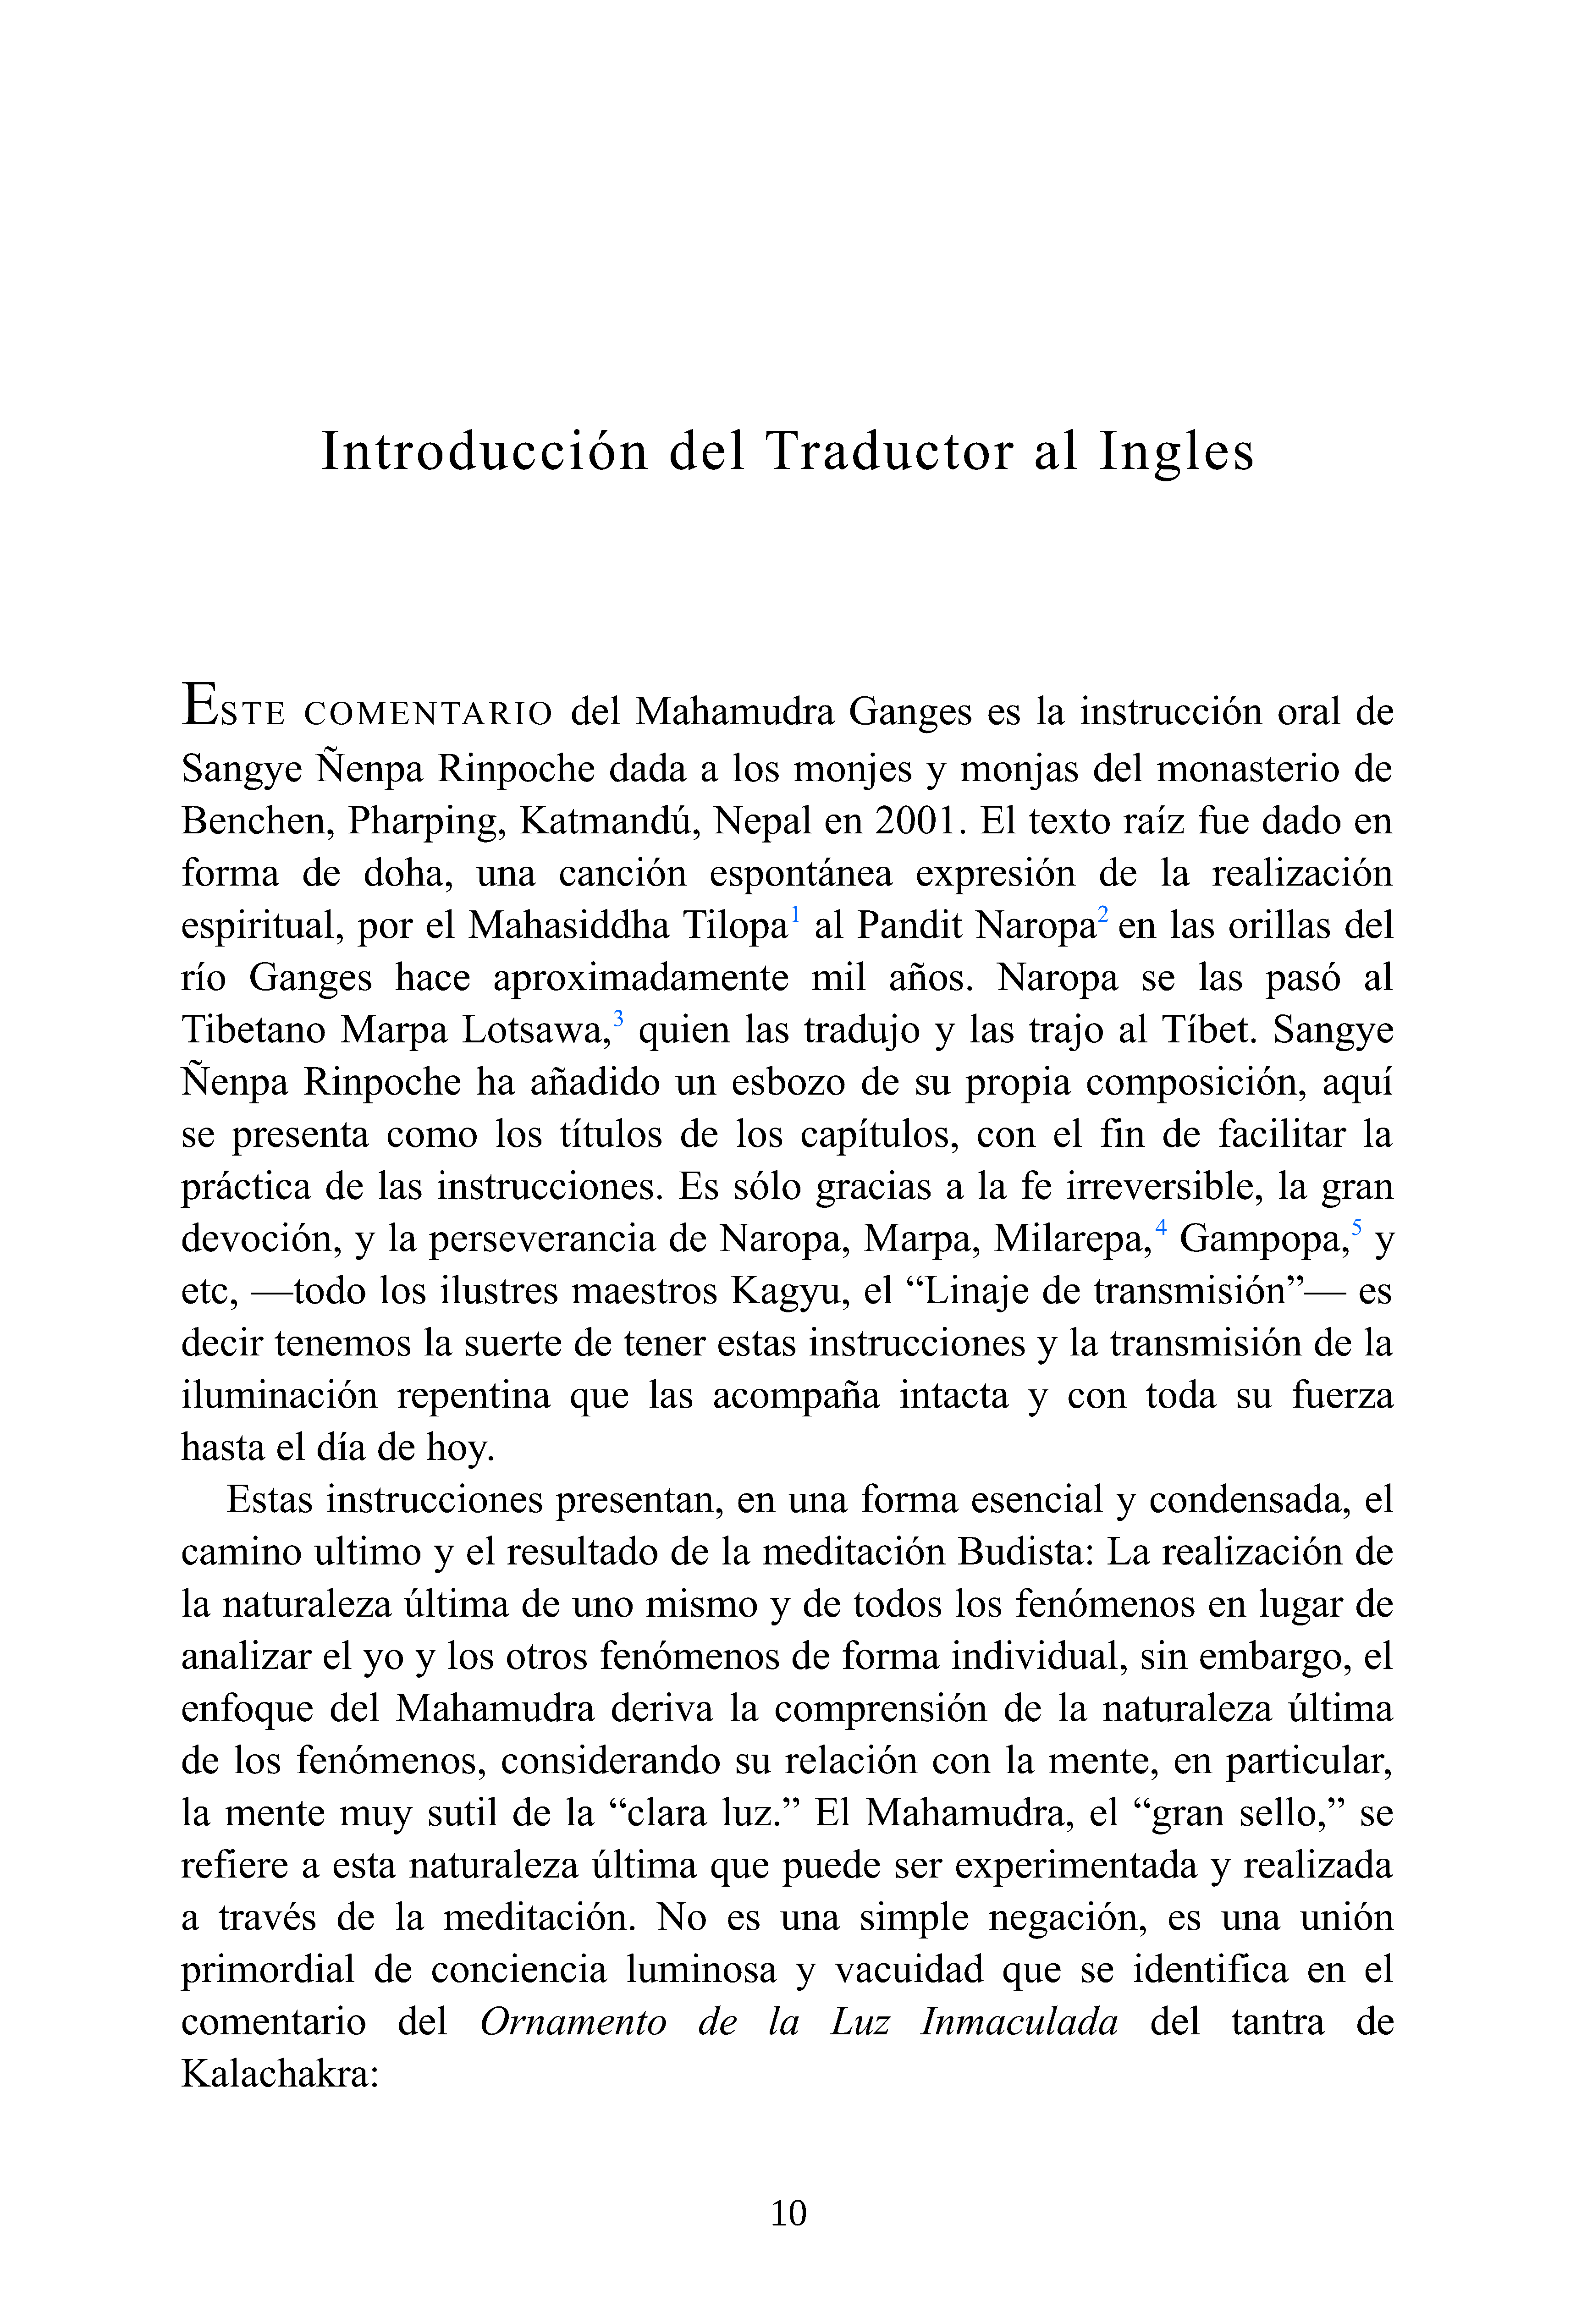 Introducción del Traductor al Ingles
ESTE COMENTARIO del Mahamudra Ganges es la instrucción oral de
Sangye Ñenpa Rinpoche dada a los monjes y monjas del monasterio de
Benchen, Pharping, Katmandú, Nepal en 2001. El texto raíz fue dado en
forma de doha, una canción espontánea expresión de la realización
espiritual, por el Mahasiddha Tilopa1 al Pandit Naropa2 en las orillas del
río Ganges hace aproximadamente mil años. Naropa se las pasó al
Tibetano Marpa Lotsawa,3 quien las tradujo y las trajo al Tíbet. Sangye
Ñenpa Rinpoche ha añadido un esbozo de su propia composición, aquí
se presenta como los títulos de los capítulos, con el fin de facilitar la
práctica de las instrucciones. Es sólo gracias a la fe irreversible, la gran
devoción, y la perseverancia de Naropa, Marpa, Milarepa,4 Gampopa,5 y
etc, —todo los ilustres maestros Kagyu, el “Linaje de transmisión”— es
decir tenemos la suerte de tener estas instrucciones y la transmisión de la
iluminación repentina que las acompaña intacta y con toda su fuerza
hasta el día de hoy.
Estas instrucciones presentan, en una forma esencial y condensada, el
camino ultimo y el resultado de la meditación Budista: La realización de
la naturaleza última de uno mismo y de todos los fenómenos en lugar de
analizar el yo y los otros fenómenos de forma individual, sin embargo, el
enfoque del Mahamudra deriva la comprensión de la naturaleza última
de los fenómenos, considerando su relación con la mente, en particular,
la mente muy sutil de la “clara luz.” El Mahamudra, el “gran sello,” se
refiere a esta naturaleza última que puede ser experimentada y realizada
a través de la meditación. No es una simple negación, es una unión
primordial de conciencia luminosa y vacuidad que se identifica en el
comentario del Ornamento de la Luz Inmaculada del tantra de
Kalachakra:
10